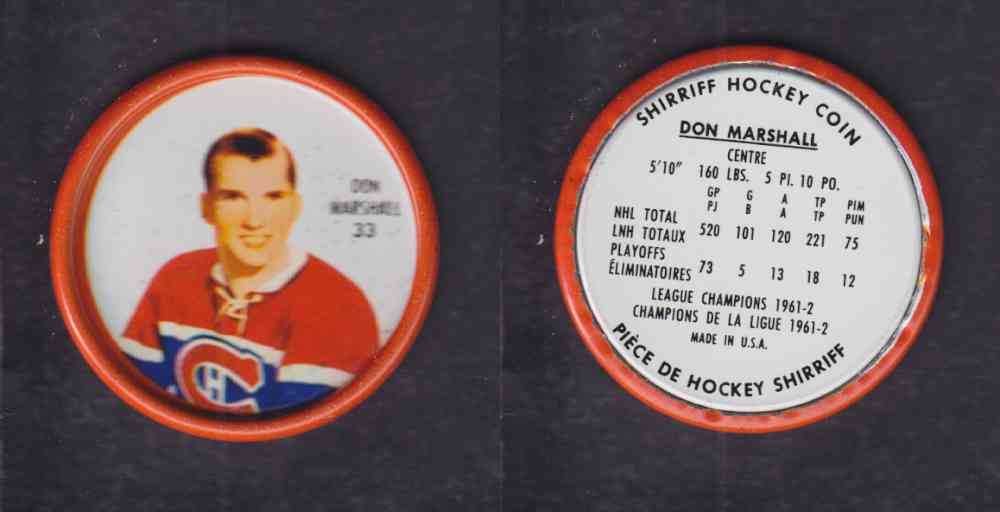 DON
MARSHALL
33
SHIRRIFF HOCKEY COIN
DON MARSHALL
CENTRE
5'10" 160 LBS. 5 PI. 10 PO.
GP G A TP PIM
PJ B A TP PUN
NHL TOTAL
LNH TOTAUX 520 101 120 221 75
PLAYOFFS
ÉLIMINATOIRES 73 5 13 18 12
LEAGUE CHAMPIONS 1961-2
CHAMPIONS DE LA LIGUE 1961-2
MADE IN U.S.A.
PIÈCE DE HOCKEY SHIRRIFF